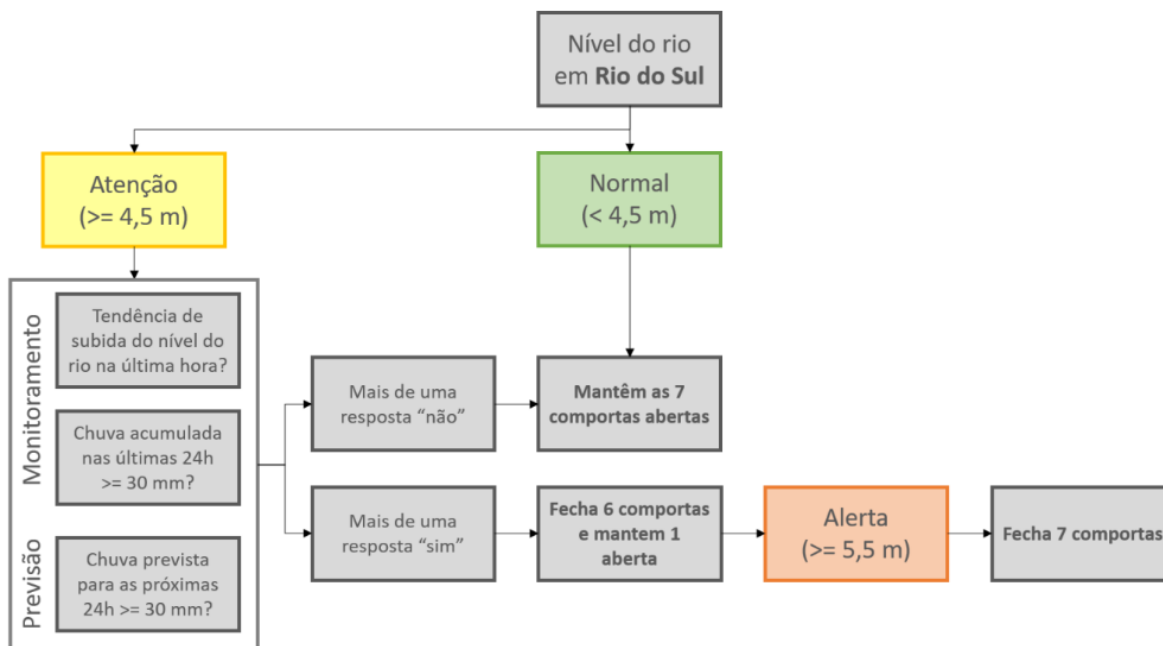 Nível do rio
em Rio do Sul
Atenção
(>= 4,5 m)
Normal
(< 4,5 m)
Monitoramento
Tendência de
subida do nível do
rio na última hora?
Chuva acumulada
nas últimas 24h
>= 30 mm?
Previsão
Chuva prevista
para as próximas
24h >= 30 mm?
Mais de uma
resposta “não”
Mantêm as 7
comportas abertas
Mais de uma
resposta “sim”
Fecha 6 comportas
e mantem 1
aberta
Alerta
(>= 5,5 m)
Fecha 7 comportas